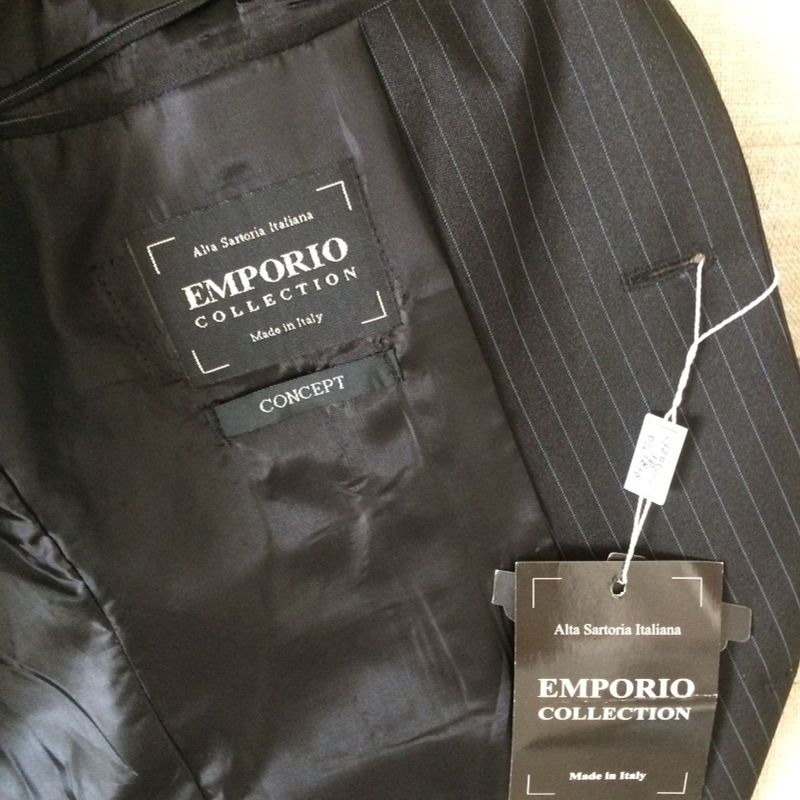 Alta Sartoria Italiana
EMPORIO
COLLECTION
Made in Italy
CONCEPT
Alta Sartoria Italiana
EMPORIO
COLLECTION
Made in Italy